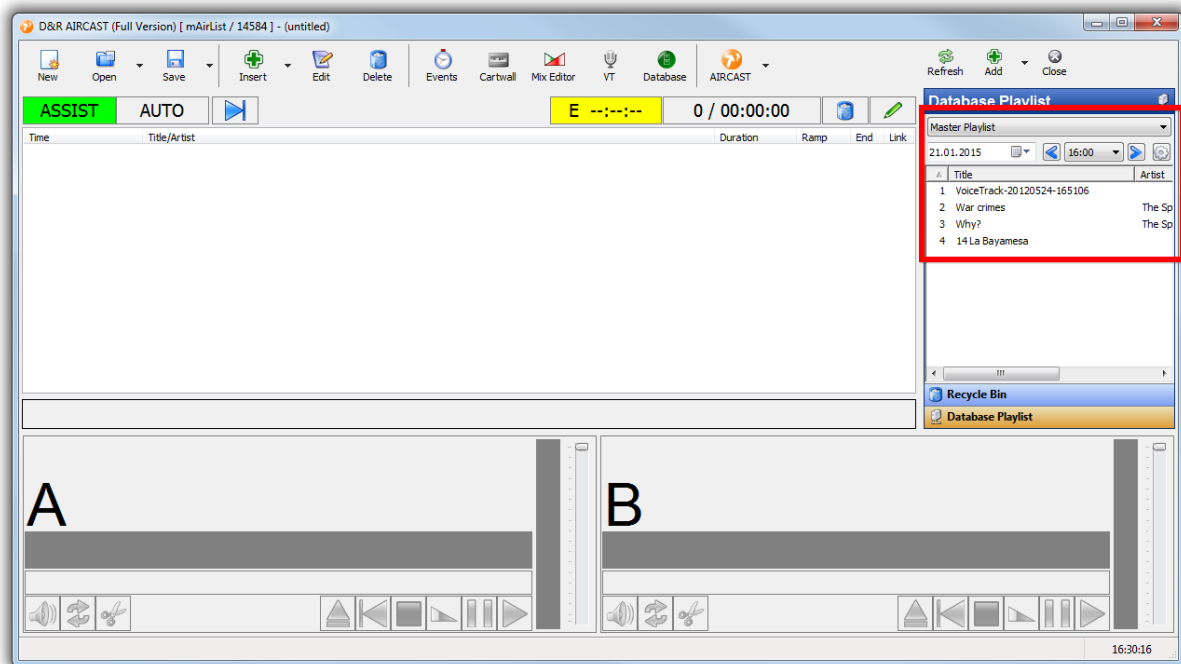 D&R AIRCAST (Full Version) [ mAirList / 14584 ] - (untitled)
New Open Save Insert Edit Delete Events Cartwall Mix Editor VT Database AIRCAST Refresh Add Close
ASSIST AUTO E --:--:-- 0 / 00:00:00
Time Title/Artist Duration Ramp End Link
Database Playlist
Master Playlist
21.01.2015 16:00
Title Artist
1 VoiceTrack-20120524-165106
2 War crimes The Sp
3 Why? The Sp
4 14 La Bayamesa
Recycle Bin
Database Playlist
A B
16:30:16